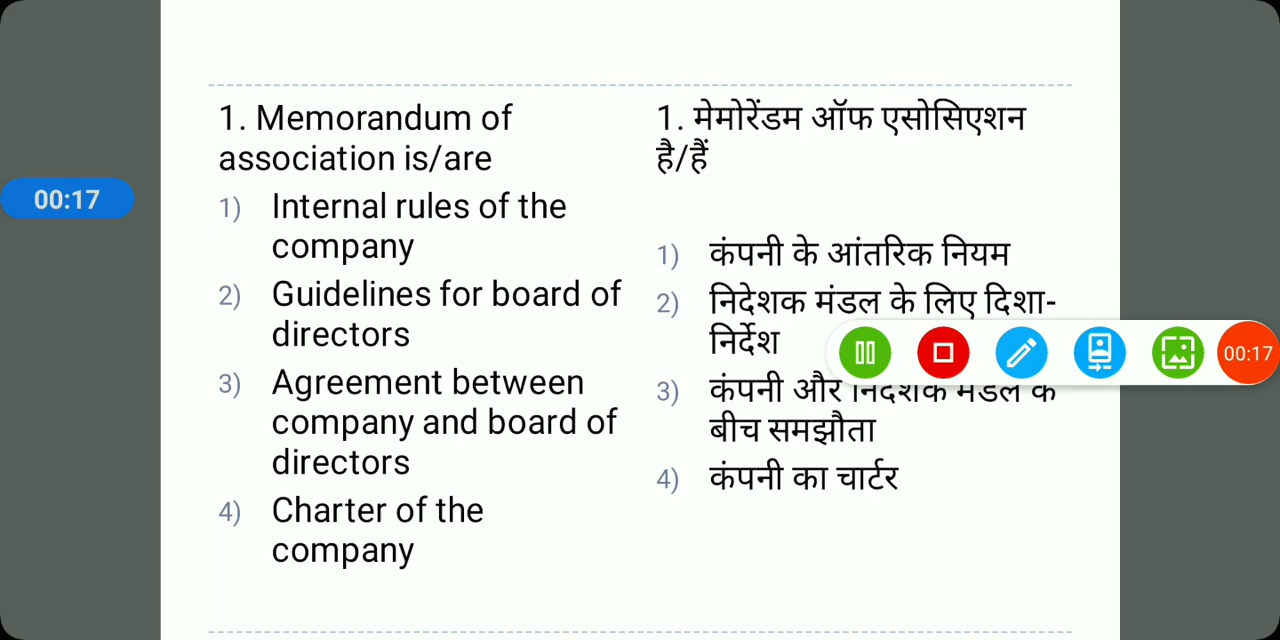 1. Memorandum of
association is/are
1) Internal rules of the
company
2) Guidelines for board of
directors
3) Agreement between
company and board of
directors
4) Charter of the
company
1. मेमोरेंडम ऑफ एसोसिएशन
है/हैं
1) कंपनी के आंतरिक नियम
2) निदेशक मंडल के लिए दिशा-
निर्देश
3) कंपनी और निदेशक मंडल के
बीच समझौता
4) कंपनी का चार्टर
00:17
00:17